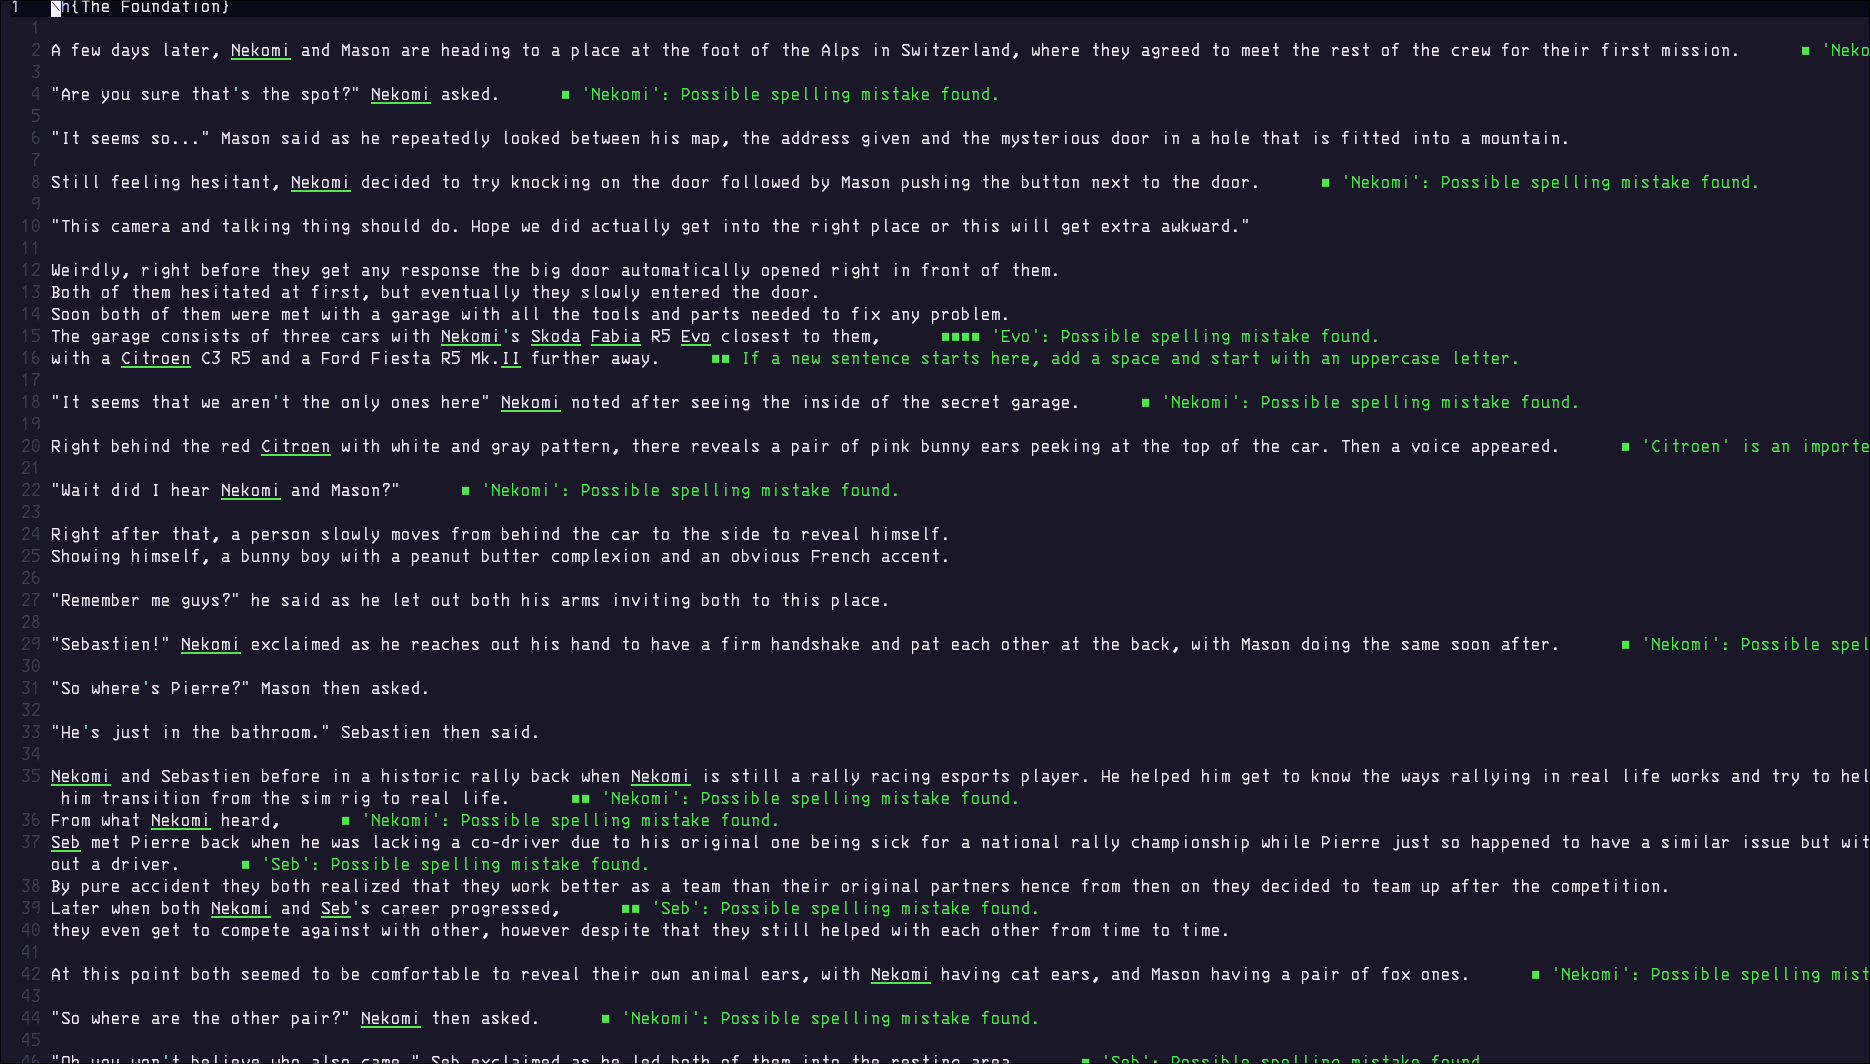 1 \h{The Foundation}
1
2 A few days later, Nekomi and Mason are heading to a place at the foot of the Alps in Switzerland, where they agreed to meet the rest of the crew for their first mission. ■ 'Neko
3
4 "Are you sure that's the spot?" Nekomi asked. ■ 'Nekomi': Possible spelling mistake found.
5
6 "It seems so..." Mason said as he repeatedly looked between his map, the address given and the mysterious door in a hole that is fitted into a mountain.
7
8 Still feeling hesitant, Nekomi decided to try knocking on the door followed by Mason pushing the button next to the door. ■ 'Nekomi': Possible spelling mistake found.
9
10 "This camera and talking thing should do. Hope we did actually get into the right place or this will get extra awkward."
11
12 Weirdly, right before they get any response the big door automatically opened right in front of them.
13 Both of them hesitated at first, but eventually they slowly entered the door.
14 Soon both of them were met with a garage with all the tools and parts needed to fix any problem.
15 The garage consists of three cars with Nekomi's Skoda Fabia R5 Evo closest to them, ■■■■ 'Evo': Possible spelling mistake found.
16 with a Citroen C3 R5 and a Ford Fiesta R5 Mk.II further away. ■■ If a new sentence starts here, add a space and start with an uppercase letter.
17
18 "It seems that we aren't the only ones here" Nekomi noted after seeing the inside of the secret garage. ■ 'Nekomi': Possible spelling mistake found.
19
20 Right behind the red Citroen with white and gray pattern, there reveals a pair of pink bunny ears peeking at the top of the car. Then a voice appeared. ■ 'Citroen' is an importe
21
22 "Wait did I hear Nekomi and Mason?" ■ 'Nekomi': Possible spelling mistake found.
23
24 Right after that, a person slowly moves from behind the car to the side to reveal himself.
25 Showing himself, a bunny boy with a peanut butter complexion and an obvious French accent.
26
27 "Remember me guys?" he said as he let out both his arms inviting both to this place.
28
29 "Sebastien!" Nekomi exclaimed as he reaches out his hand to have a firm handshake and pat each other at the back, with Mason doing the same soon after. ■ 'Nekomi': Possible spel
30
31 "So where's Pierre?" Mason then asked.
32
33 "He's just in the bathroom." Sebastien then said.
34
35 Nekomi and Sebastien before in a historic rally back when Nekomi is still a rally racing esports player. He helped him get to know the ways rallying in real life works and try to hel
him transition from the sim rig to real life. ■■ 'Nekomi': Possible spelling mistake found.
36 From what Nekomi heard, ■ 'Nekomi': Possible spelling mistake found.
37 Seb met Pierre back when he was lacking a co-driver due to his original one being sick for a national rally championship while Pierre just so happened to have a similar issue but wit
out a driver. ■ 'Seb': Possible spelling mistake found.
38 By pure accident they both realized that they work better as a team than their original partners hence from then on they decided to team up after the competition.
39 Later when both Nekomi and Seb's career progressed, ■■ 'Seb': Possible spelling mistake found.
40 they even get to compete against with other, however despite that they still helped with each other from time to time.
41
42 At this point both seemed to be comfortable to reveal their own animal ears, with Nekomi having cat ears, and Mason having a pair of fox ones. ■ 'Nekomi': Possible spelling mist
43
44 "So where are the other pair?" Nekomi then asked. ■ 'Nekomi': Possible spelling mistake found.
45
46 "Oh you won't believe who also came." Seb exclaimed as he led both of them into the resting area. ■ 'Seb': Possible spelling mistake found.